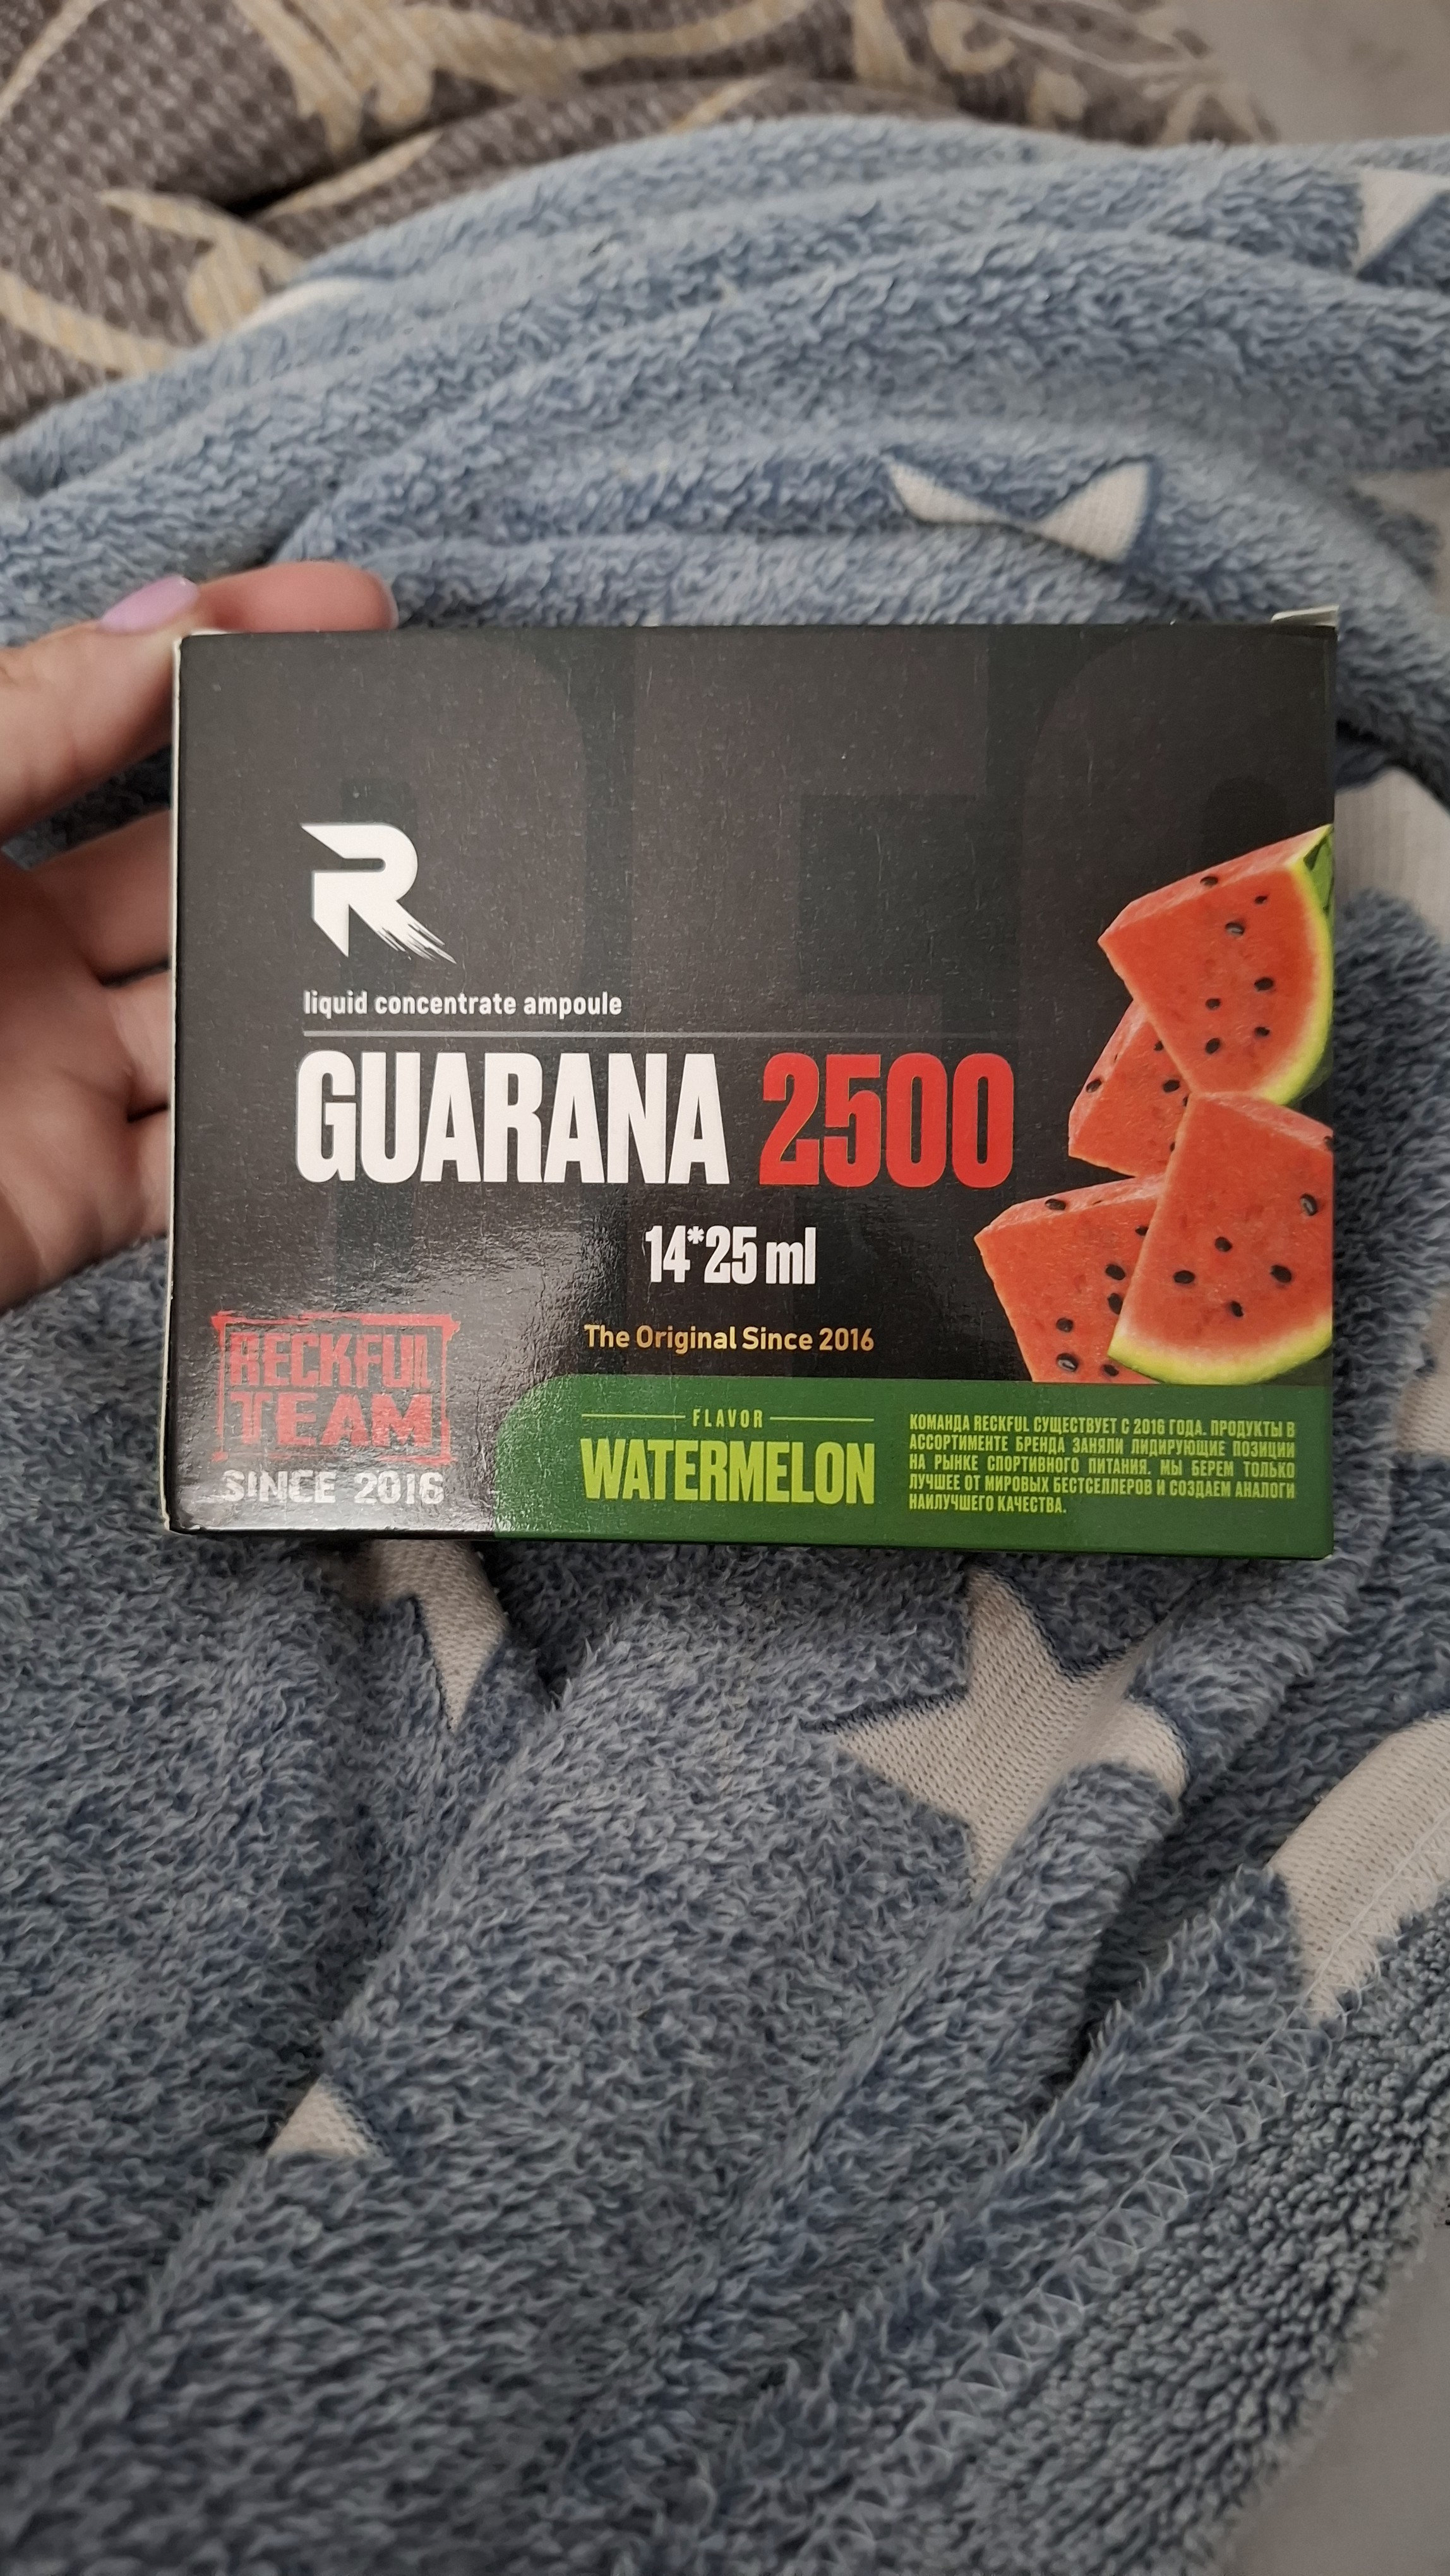 R
liquid concentrate ampoule
GUARANA 2500
14*25 ml
The Original Since 2016
RECKFUL
TEAM
SINCE 2016
FLAVOR
WATERMELON
КОМАНДА RECKFUL СУЩЕСТВУЕТ С 2016 ГОДА. ПРОДУКТЫ В
АССОРТИМЕНТЕ БРЕНДА ЗАНЯЛИ ЛИДИРУЮЩИЕ ПОЗИЦИИ
НА РЫНКЕ СПОРТИВНОГО ПИТАНИЯ. МЫ БЕРЕМ ТОЛЬКО
ЛУЧШЕЕ ОТ МИРОВЫХ БЕСТСЕЛЛЕРОВ И СОЗДАЕМ АНАЛОГИ
НАИЛУЧШЕГО КАЧЕСТВА.